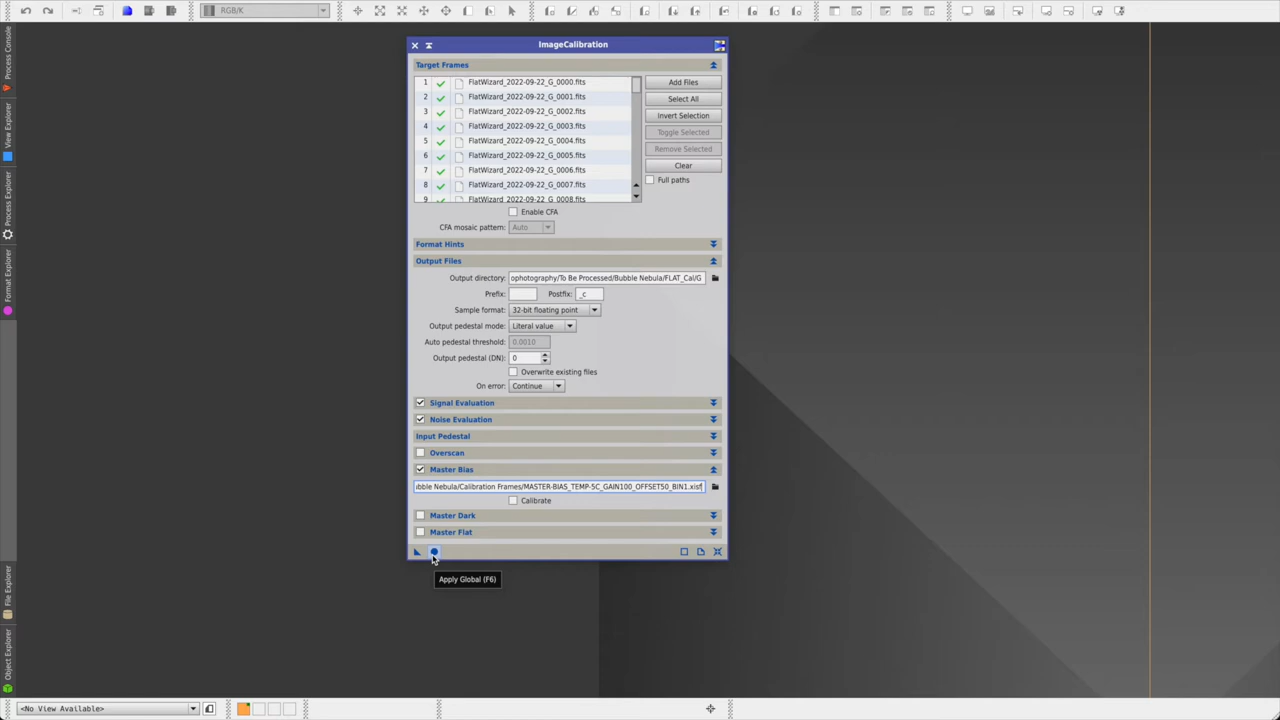 RGB/K
Process Console
View Explorer
Process Explorer
Format Explorer
File Explorer
Object Explorer
ImageCalibration
Target Frames
1 FlatWizard_2022-09-22_G_0000.fits
2 FlatWizard_2022-09-22_G_0001.fits
3 FlatWizard_2022-09-22_G_0002.fits
4 FlatWizard_2022-09-22_G_0003.fits
5 FlatWizard_2022-09-22_G_0004.fits
6 FlatWizard_2022-09-22_G_0005.fits
7 FlatWizard_2022-09-22_G_0006.fits
8 FlatWizard_2022-09-22_G_0007.fits
9 FlatWizard_2022-09-22_G_0008.fits
Add Files
Select All
Invert Selection
Toggle Selected
Remove Selected
Clear
Full paths
Enable CFA
CFA mosaic pattern: Auto
Format Hints
Output Files
Output directory: ophotography/To Be Processed/Bubble Nebula/FLAT_Cal/G
Prefix: Postfix: _c
Sample format: 32-bit floating point
Output pedestal mode: Literal value
Auto pedestal threshold: 0.0010
Output pedestal (DN): 0
Overwrite existing files
On error: Continue
Signal Evaluation
Noise Evaluation
Input Pedestal
Overscan
Master Bias
ibble Nebula/Calibration Frames/MASTER-BIAS_TEMP-5C_GAIN100_OFFSET50_BIN1.xisf
Calibrate
Master Dark
Master Flat
Apply Global (F6)
<No View Available>